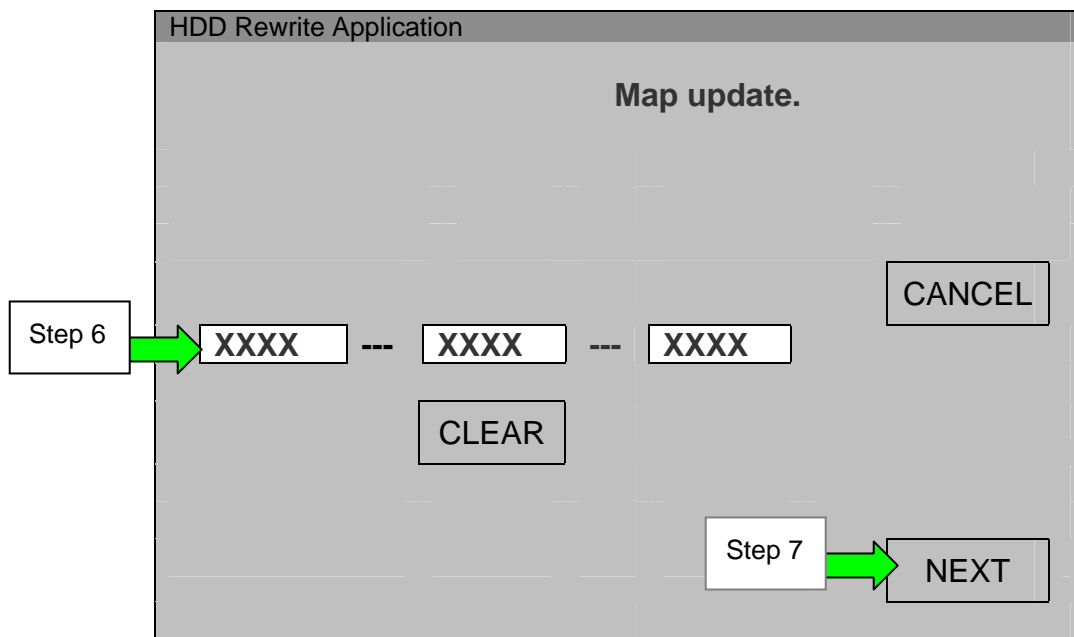 HDD Rewrite Application
Map update.
CANCEL
Step 6
XXXX --- XXXX --- XXXX
CLEAR
Step 7
NEXT